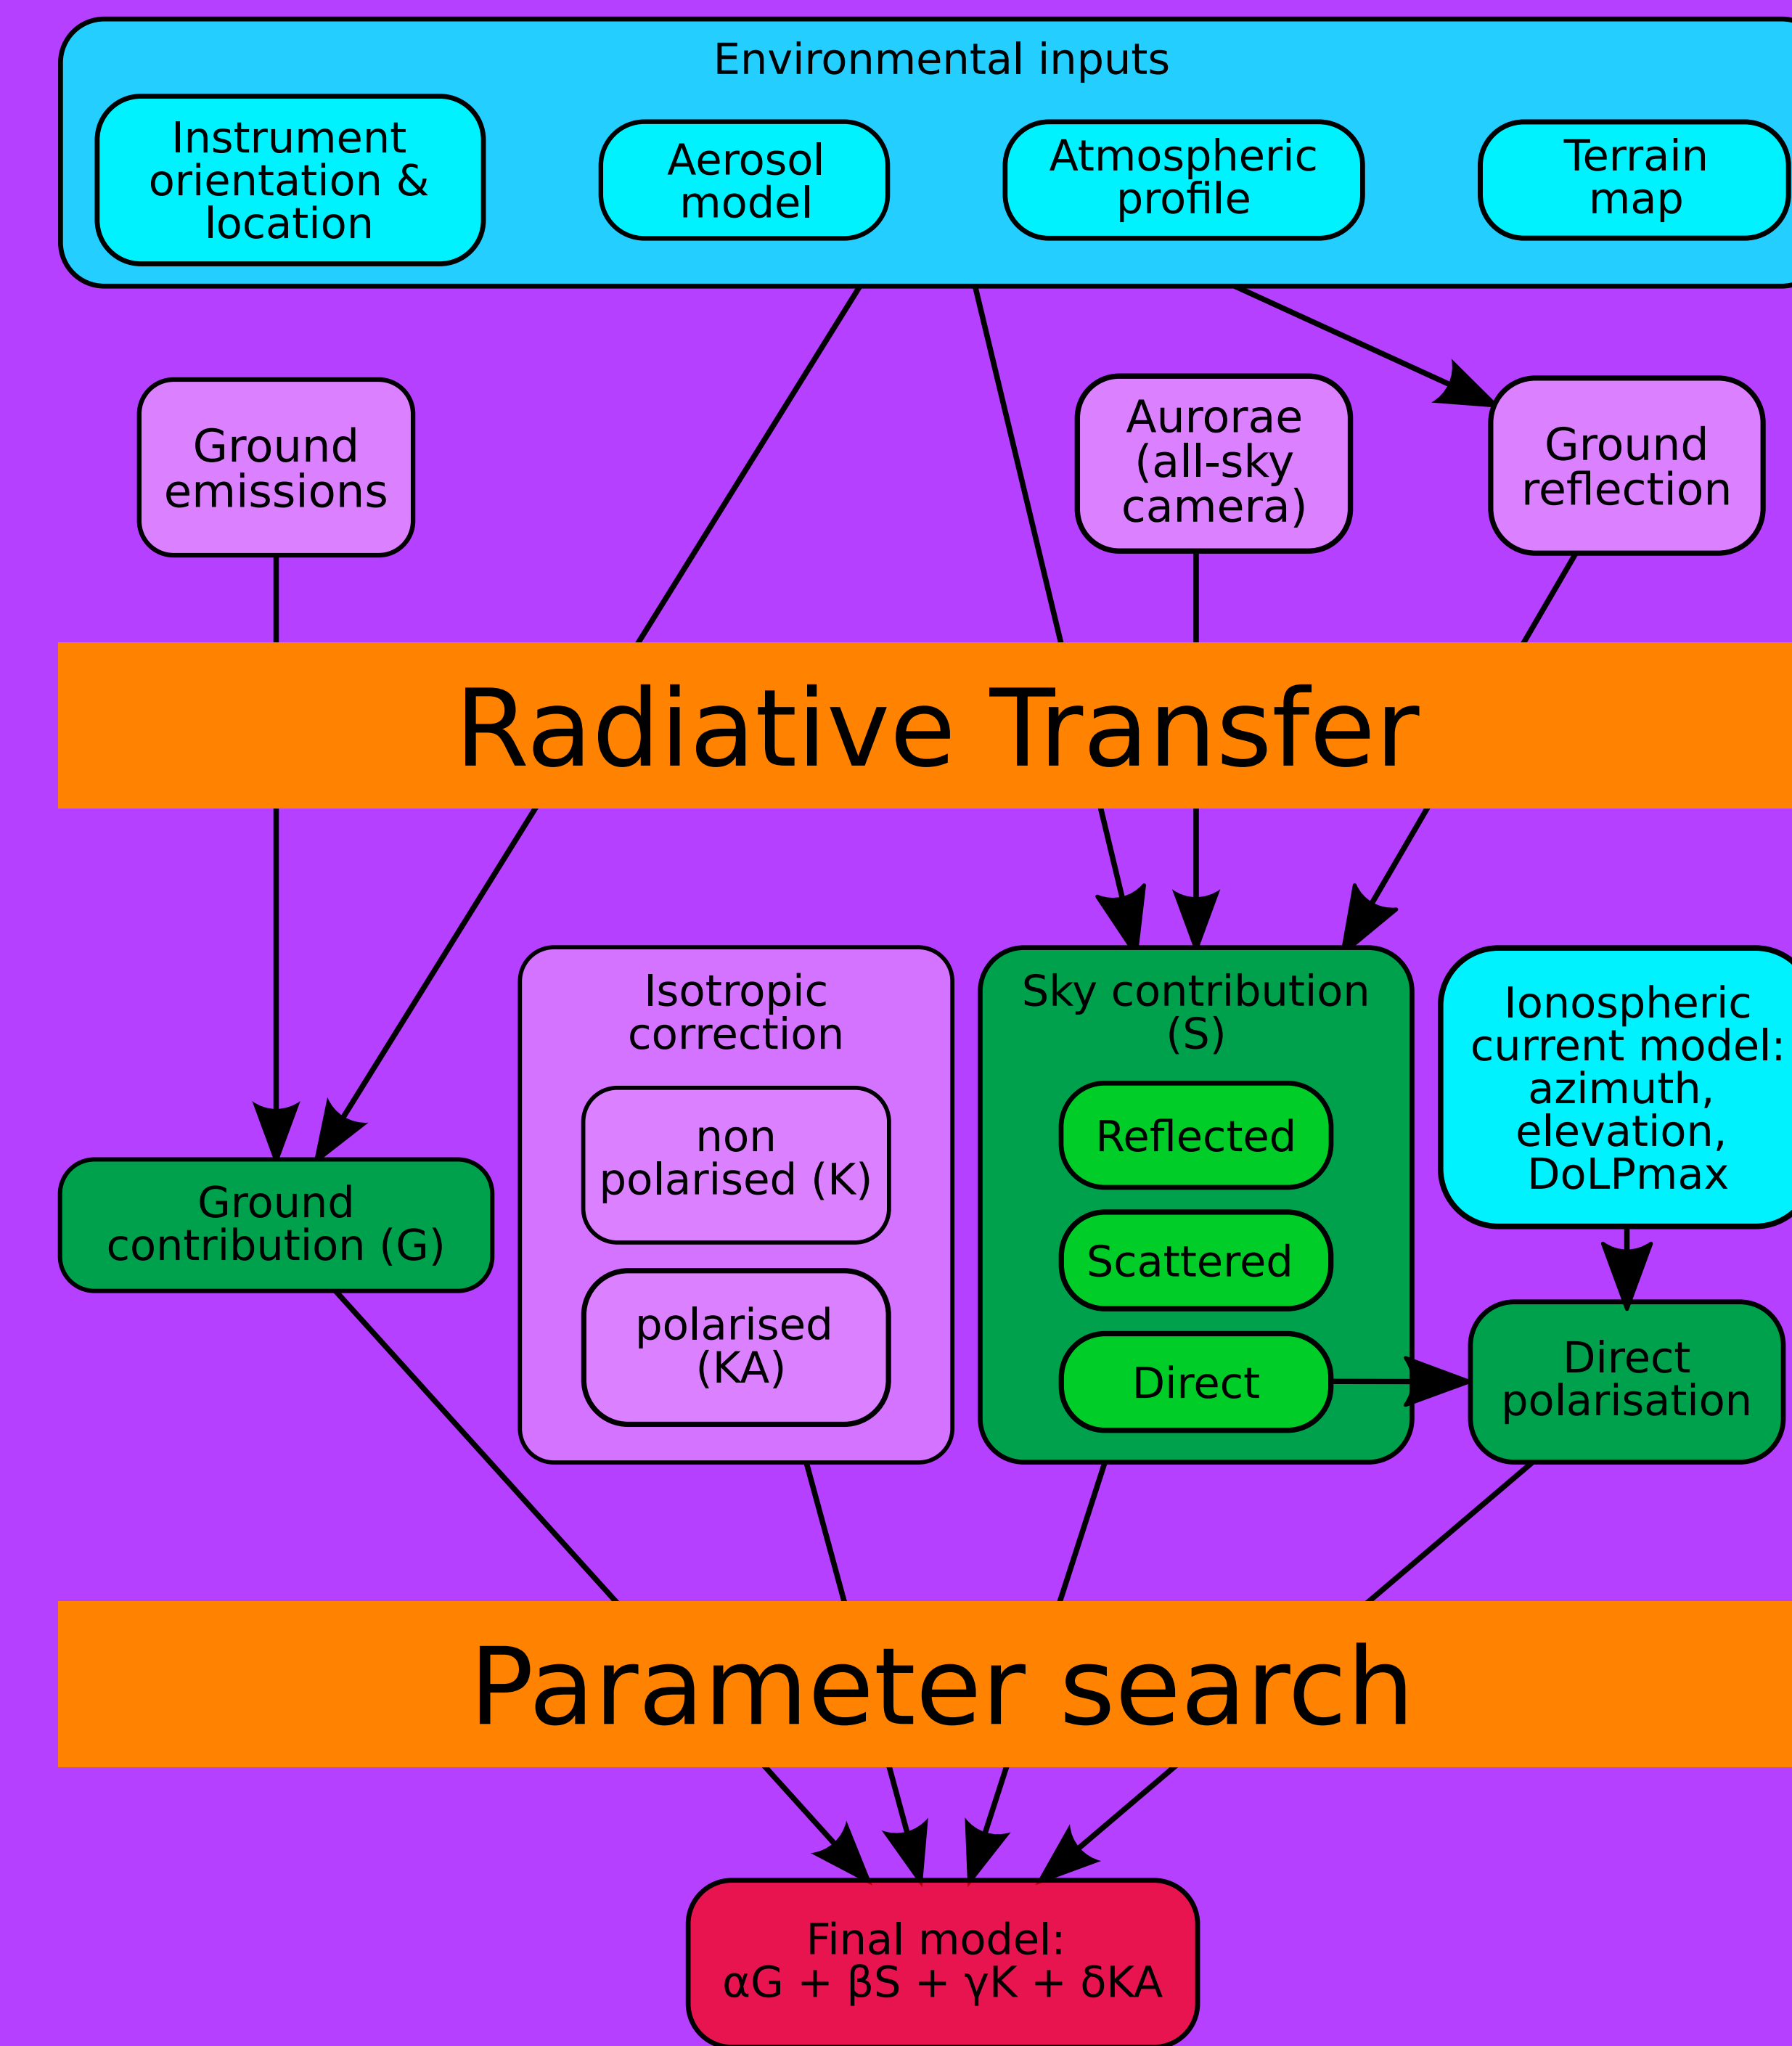 Environmental inputs
Instrument
orientation &
location
Aerosol
model
Atmospheric
profile
Terrain
map
Ground
emissions
Aurorae
(all-sky
camera)
Ground
reflection
Radiative Transfer
Isotropic
correction
non
polarised (K)
polarised
(KA)
Sky contribution
(S)
Reflected
Scattered
Direct
Ionospheric
current model:
azimuth,
elevation,
DoLPmax
Ground
contribution (G)
Direct
polarisation
Parameter search
Final model:
αG + βS + γK + δKA